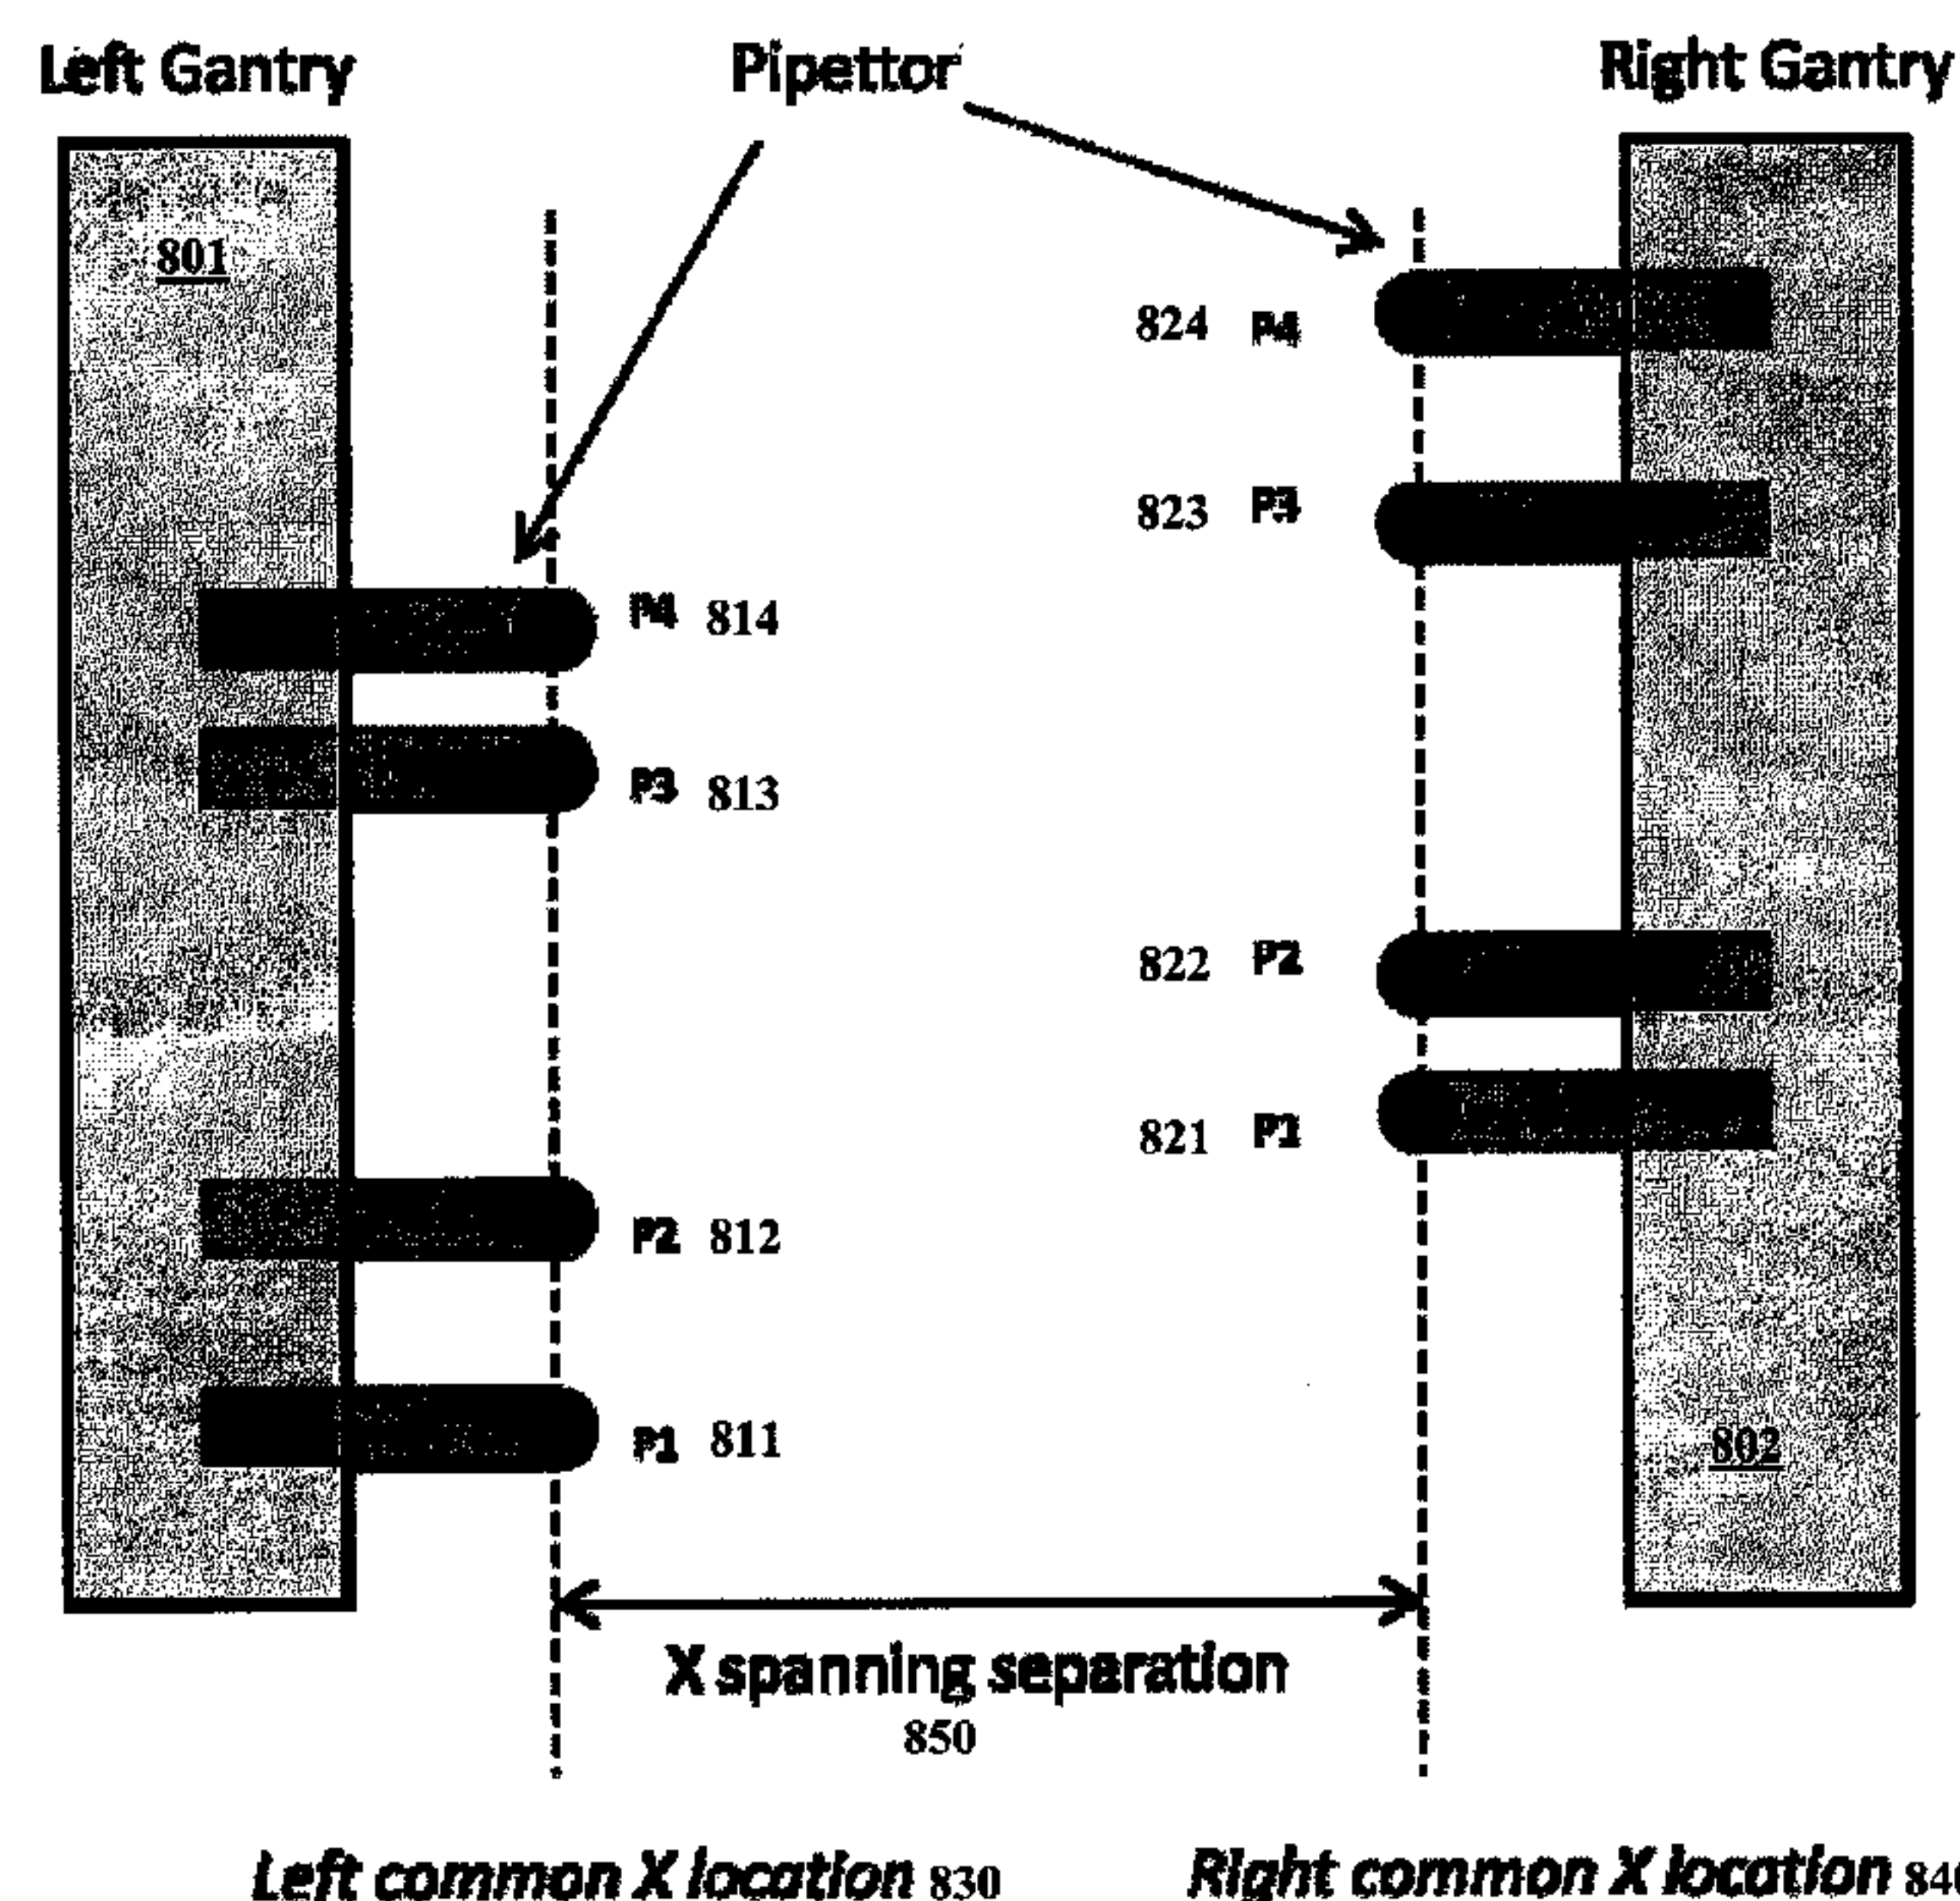 Left Gantry
Pipettor
Right Gantry
801
824 P4
823 P3
P4 814
P3 813
822 P2
821 P1
P2 812
P1 811
802
X spanning separation
850
Left common X location 830
Right common X location